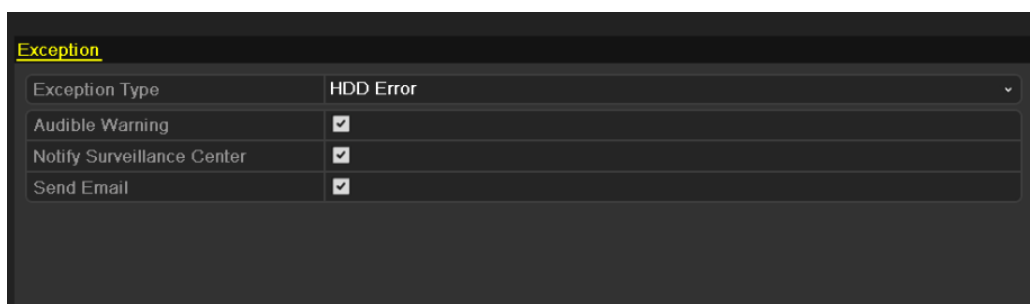 Exception
Exception Type HDD Error
Audible Warning
Notify Surveillance Center
Send Email